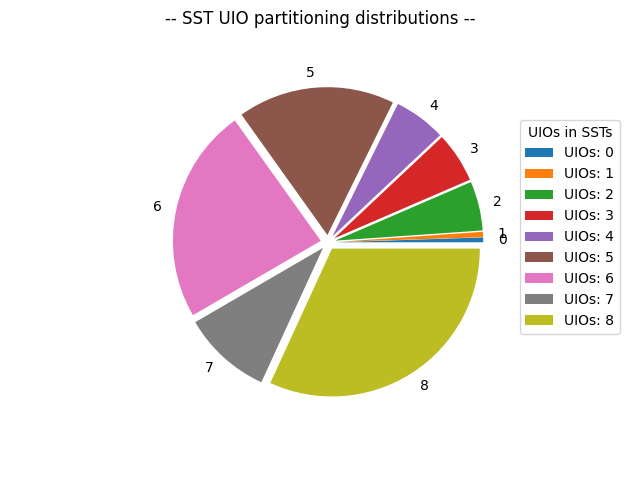 -- SST UIO partitioning distributions --
5
4
3
6
2
1
0
7
8
UIOs in SSTs
UIOs: 0
UIOs: 1
UIOs: 2
UIOs: 3
UIOs: 4
UIOs: 5
UIOs: 6
UIOs: 7
UIOs: 8